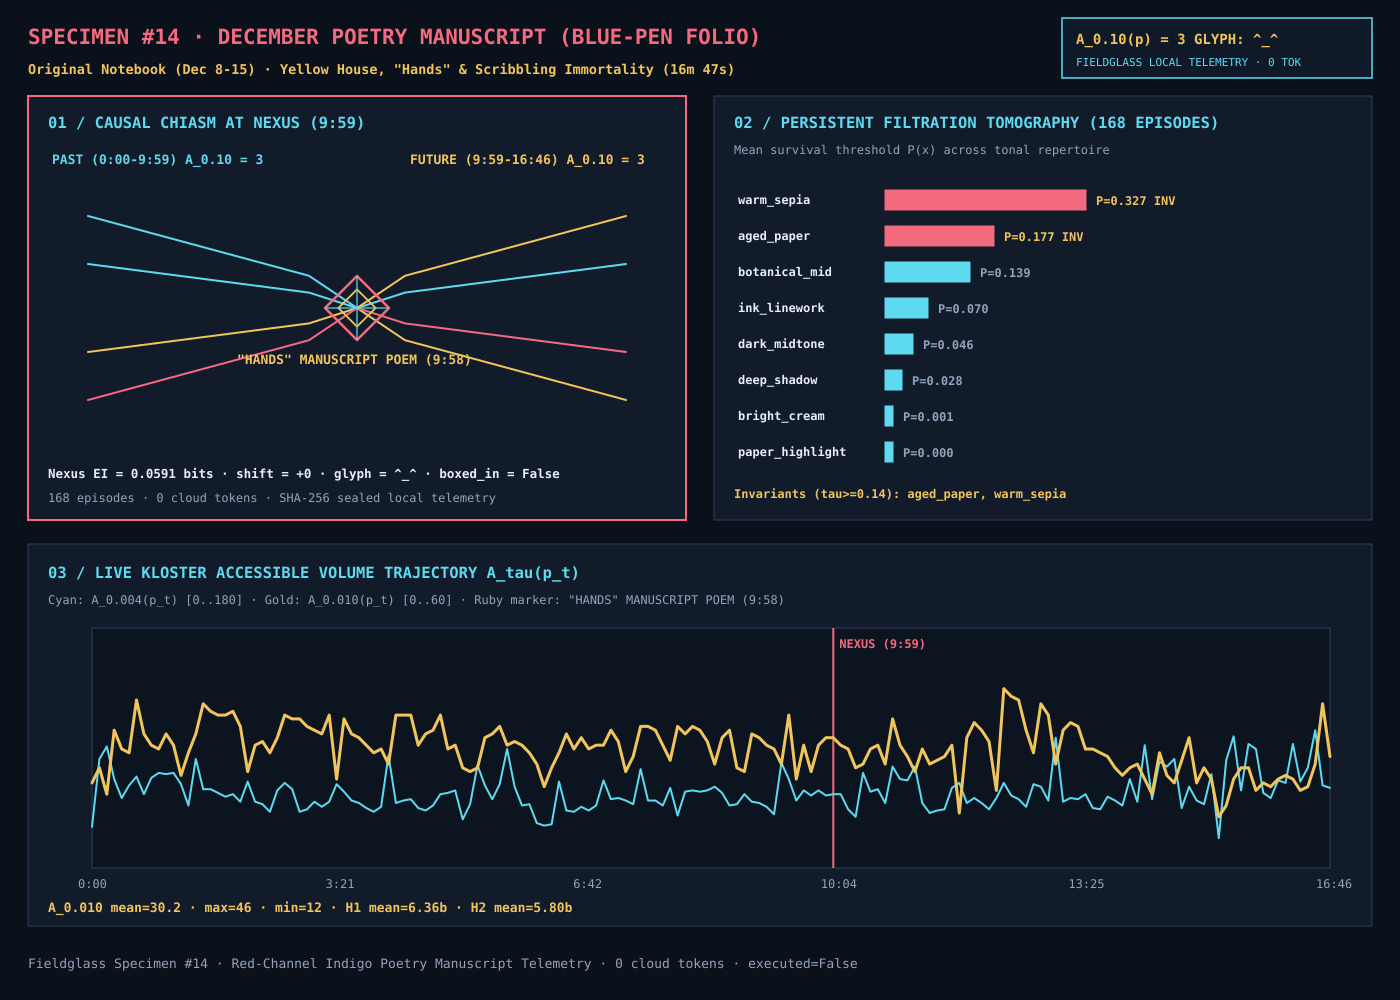 SPECIMEN #14 · DECEMBER POETRY MANUSCRIPT (BLUE-PEN FOLIO)
Original Notebook (Dec 8-15) · Yellow House, "Hands" & Scribbling Immortality (16m 47s)
A_0.10(p) = 3 GLYPH: ^_^
FIELDGLASS LOCAL TELEMETRY · 0 TOK
01 / CAUSAL CHIASM AT NEXUS (9:59)
PAST (0:00-9:59) A_0.10 = 3
FUTURE (9:59-16:46) A_0.10 = 3
"HANDS" MANUSCRIPT POEM (9:58)
Nexus EI = 0.0591 bits · shift = +0 · glyph = ^_^ · boxed_in = False
168 episodes · 0 cloud tokens · SHA-256 sealed local telemetry
02 / PERSISTENT FILTRATION TOMOGRAPHY (168 EPISODES)
Mean survival threshold P(x) across tonal repertoire
warm_sepia P=0.327 INV
aged_paper P=0.177 INV
botanical_mid P=0.139
ink_linework P=0.070
dark_midtone P=0.046
deep_shadow P=0.028
bright_cream P=0.001
paper_highlight P=0.000
Invariants (tau>=0.14): aged_paper, warm_sepia
03 / LIVE KLOSTER ACCESSIBLE VOLUME TRAJECTORY A_tau(p_t)
Cyan: A_0.004(p_t) [0..180] · Gold: A_0.010(p_t) [0..60] · Ruby marker: "HANDS" MANUSCRIPT POEM (9:58)
NEXUS (9:59)
0:00 3:21 6:42 10:04 13:25 16:46
A_0.010 mean=30.2 · max=46 · min=12 · H1 mean=6.36b · H2 mean=5.80b
Fieldglass Specimen #14 · Red-Channel Indigo Poetry Manuscript Telemetry · 0 cloud tokens · executed=False